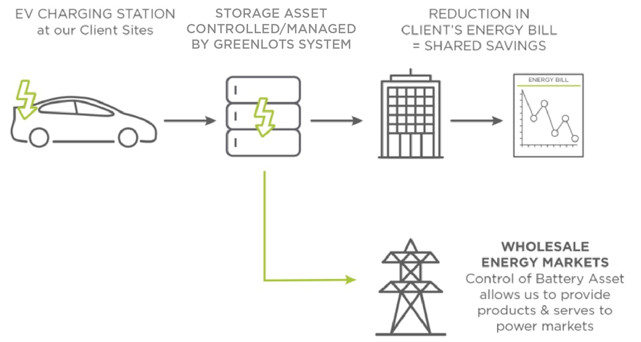 EV CHARGING STATION
at our Client Sites
STORAGE ASSET
CONTROLLED/MANAGED
BY GREENLOTS SYSTEM
REDUCTION IN
CLIENT'S ENERGY BILL
= SHARED SAVINGS
ENERGY BILL
WHOLESALE
ENERGY MARKETS
Control of Battery Asset
allows us to provide
products & serves to
power markets